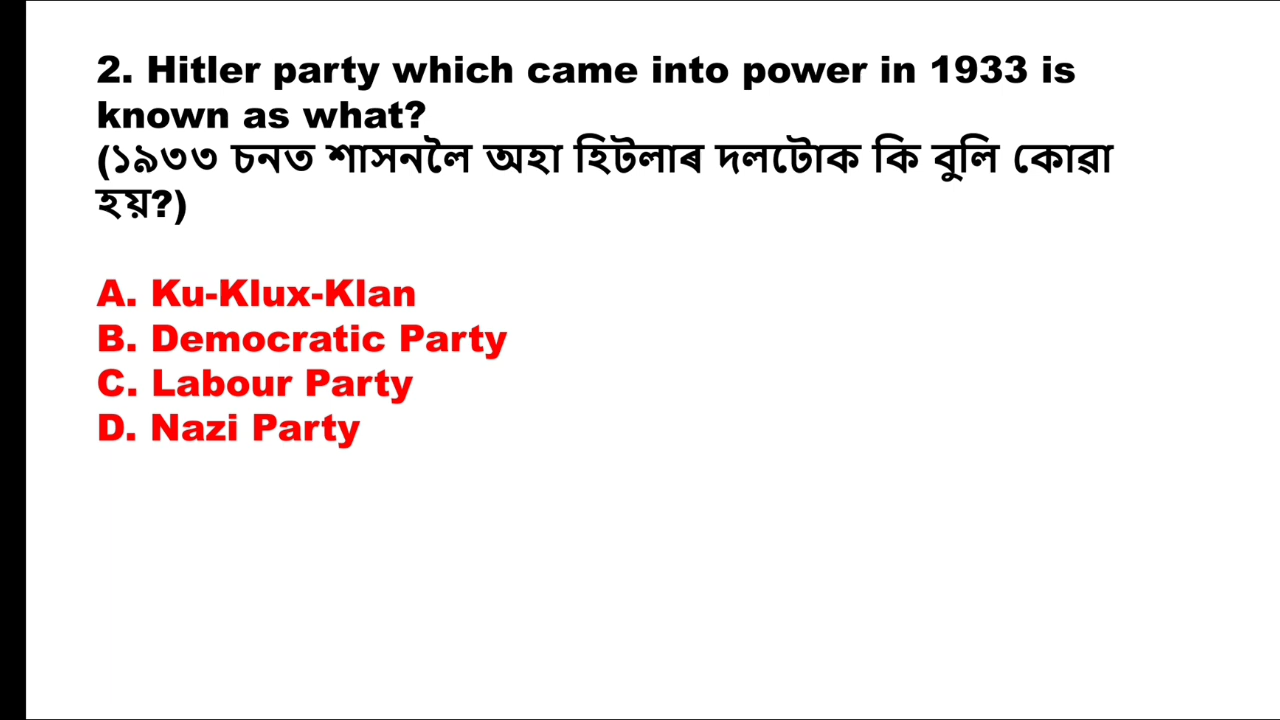 2. Hitler party which came into power in 1933 is
known as what?
(১৯৩৩ চনত শাসনলৈ অহা হিটলাৰ দলটোক কি বুলি কোৱা
হয়?)
A. Ku-Klux-Klan
B. Democratic Party
C. Labour Party
D. Nazi Party